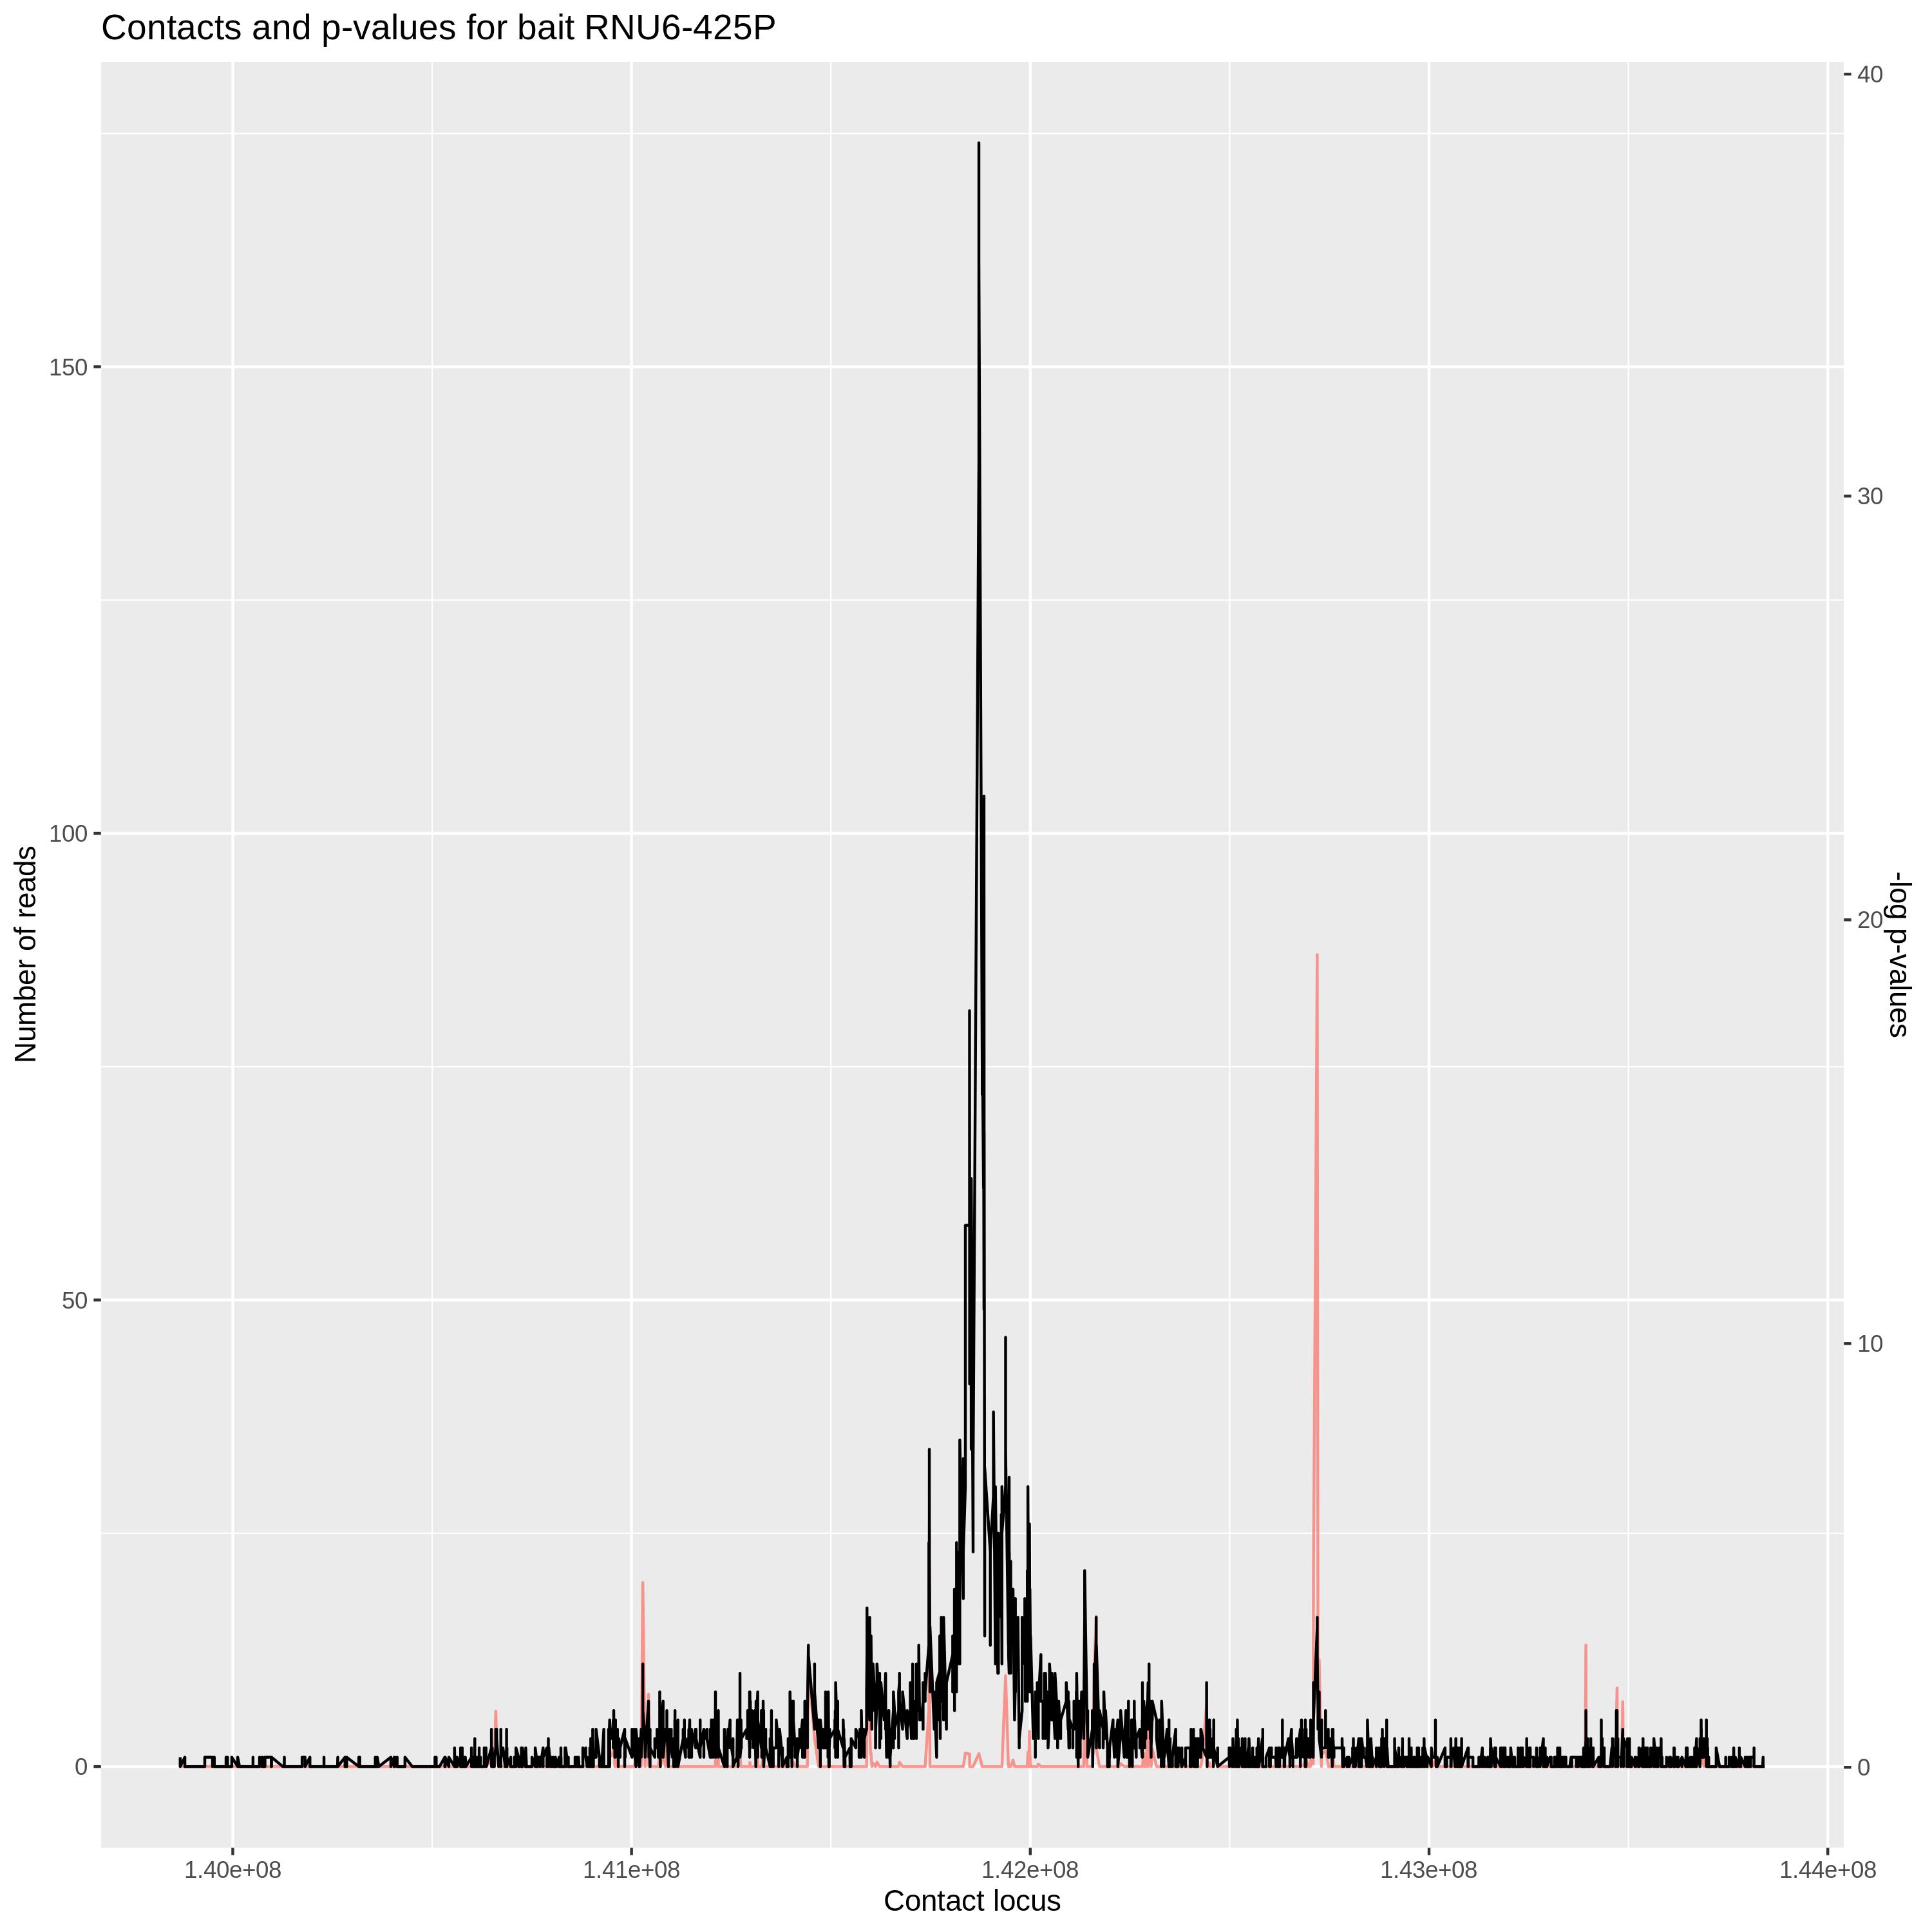 Contacts and p-values for bait RNU6-425P
40
30
20
10
0
-log p-values
150
100
50
0
Number of reads
1.40e+08
1.41e+08
1.42e+08
1.43e+08
1.44e+08
Contact locus